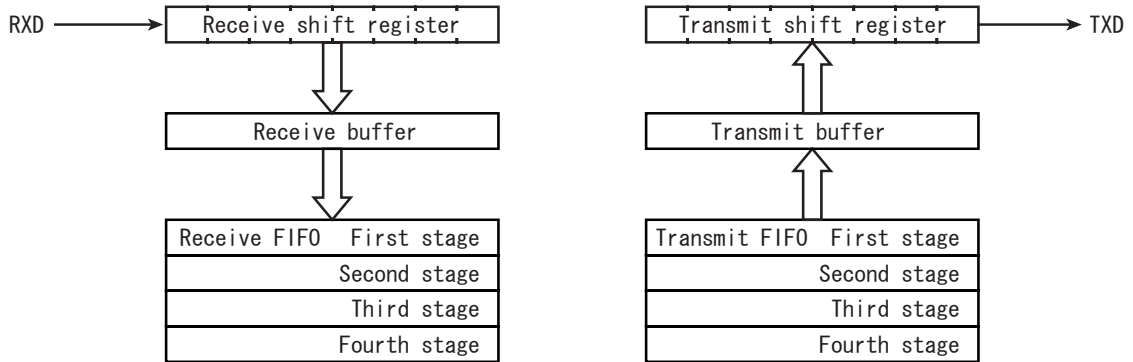 RXD
Receive shift register
Receive buffer
Receive FIFO First stage
Second stage
Third stage
Fourth stage
Transmit shift register
TXD
Transmit buffer
Transmit FIFO First stage
Second stage
Third stage
Fourth stage